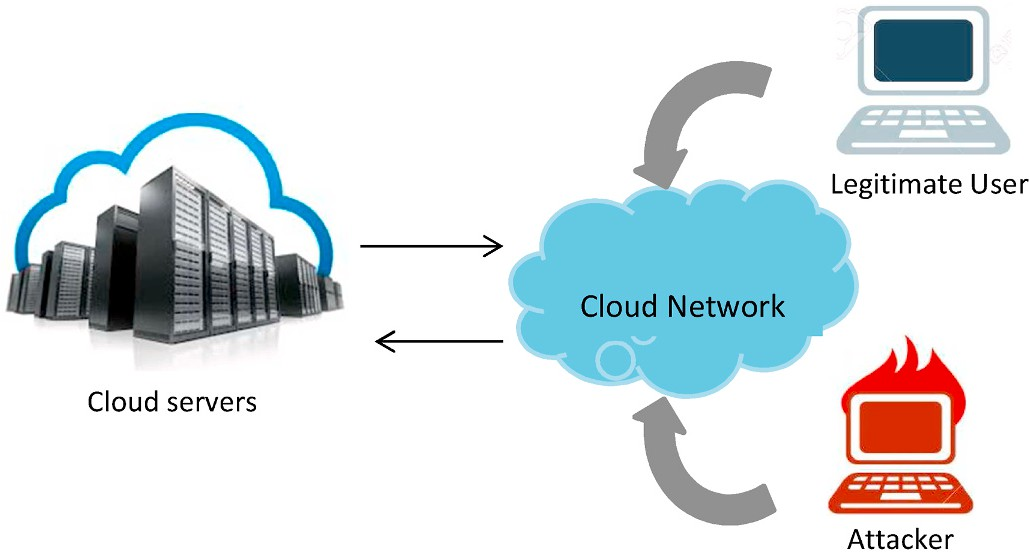 Legitimate User
Cloud Network
Cloud servers
Attacker